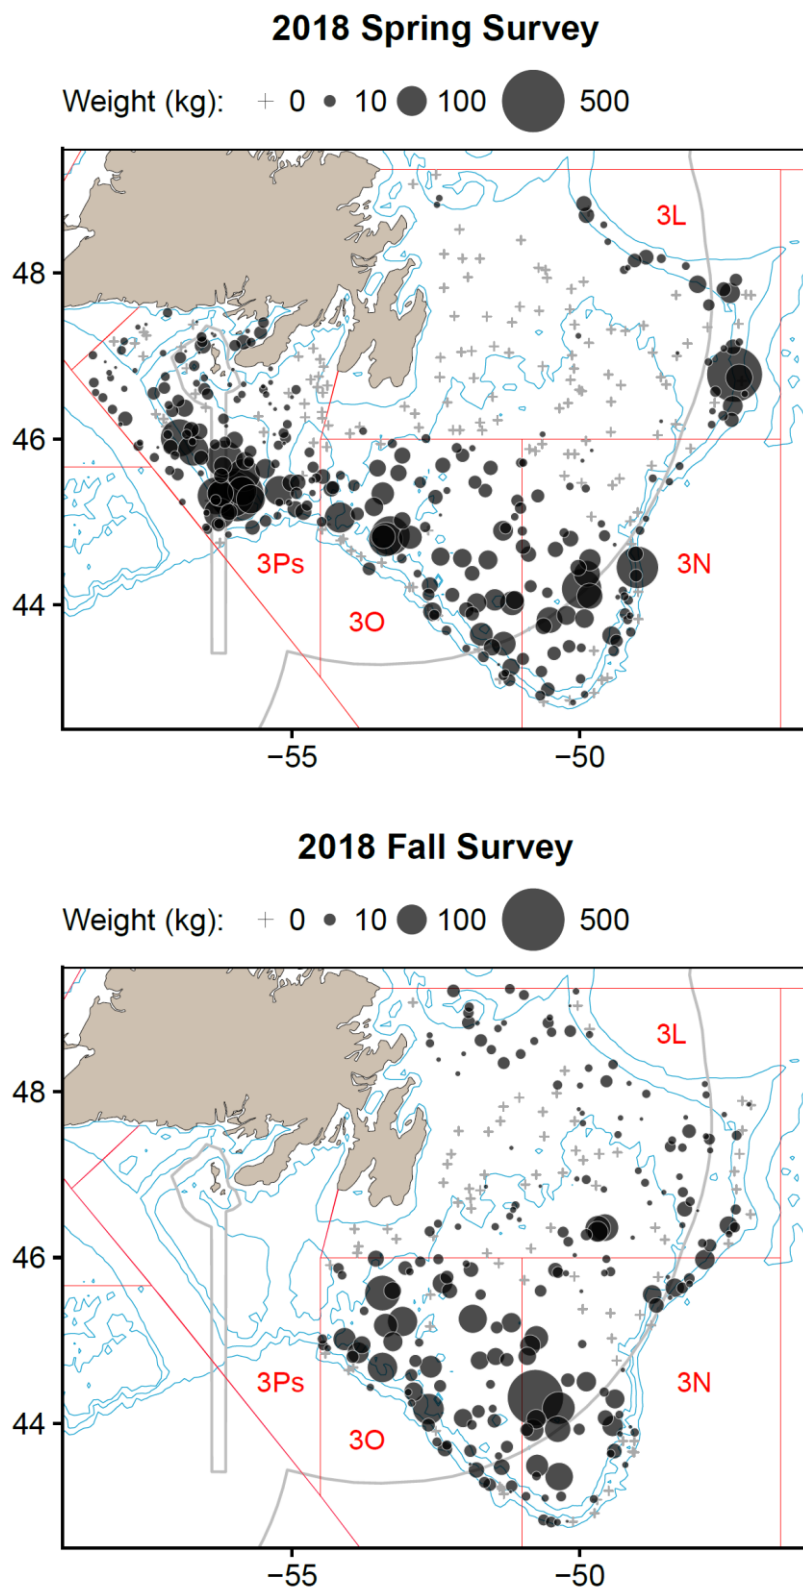 2018 Spring Survey
Weight (kg): + 0 10 100 500
3L
48
46
3Ps
3N
44
3O
−55 −50
2018 Fall Survey
Weight (kg): + 0 10 100 500
3L
48
46
3Ps
3N
44
3O
−55 −50